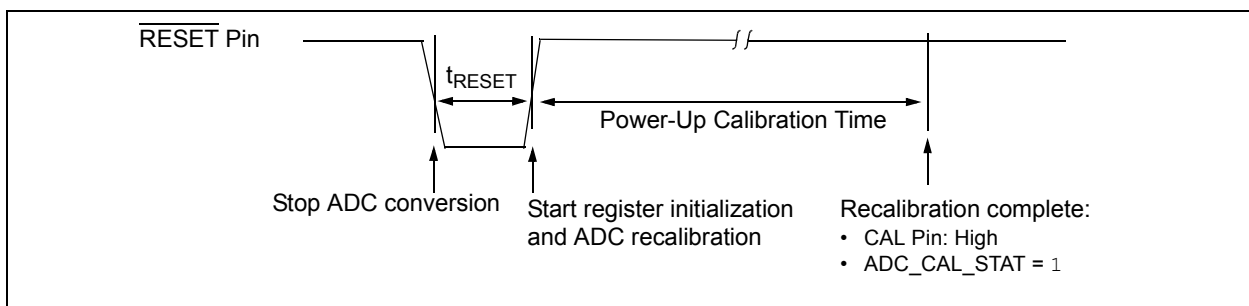 RESET Pin
tRESET
Power-Up Calibration Time
Stop ADC conversion
Start register initialization
and ADC recalibration
Recalibration complete:
• CAL Pin: High
• ADC_CAL_STAT = 1